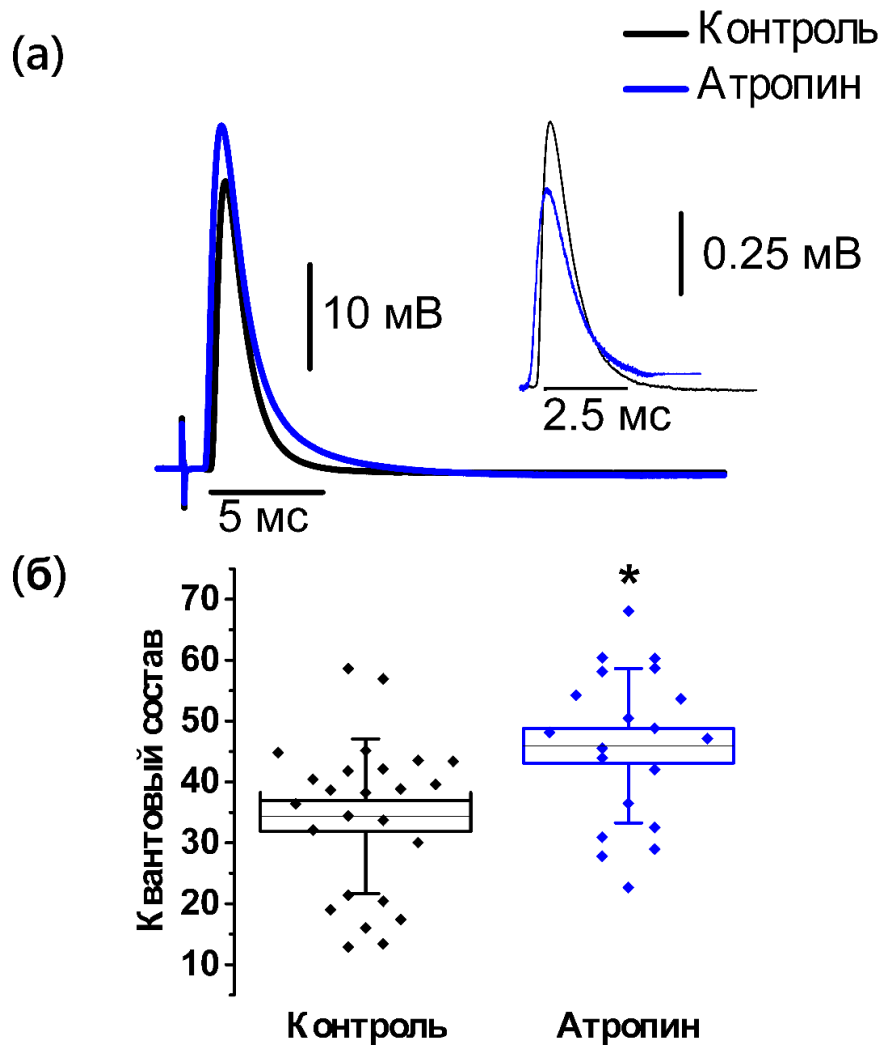 (а)
Контроль
Атропин
10 мВ
0.25 мВ
2.5 мс
5 мс
(б)
*
Квантовый состав
70
60
50
40
30
20
10
Контроль
Атропин